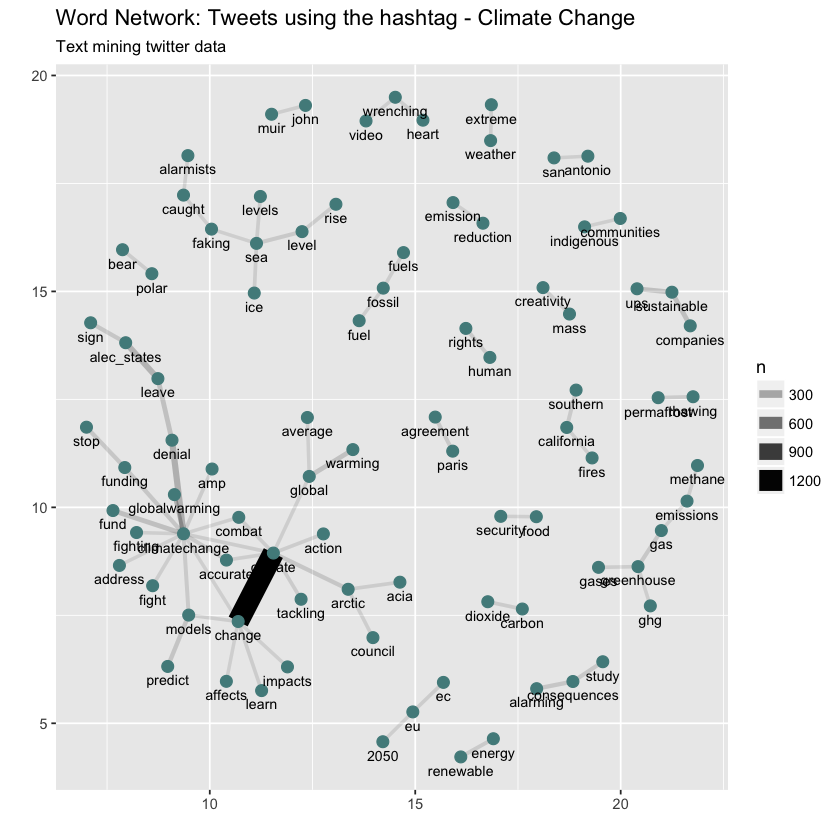 Word Network: Tweets using the hashtag - Climate Change
Text mining twitter data
20
15
10
5
10
15
20
muir
john
video
wrenching
heart
extreme
weather
san
antonio
alarmists
caught
faking
levels
sea
level
rise
ice
emission
reduction
indigenous
communities
bear
polar
fuels
fossil
fuel
creativity
mass
ups
sustainable
companies
sign
alec_states
leave
rights
human
denial
southern
california
fires
permafrost
thawing
stop
funding
average
warming
global
agreement
paris
amp
globalwarming
methane
emissions
fund
fighting
climatechange
combat
action
security
food
gas
address
accurate
climate
gases
greenhouse
fight
tackling
arctic
acia
dioxide
carbon
ghg
models
change
council
predict
affects
learn
impacts
study
alarming
consequences
ec
eu
2050
energy
renewable
n
300
600
900
1200